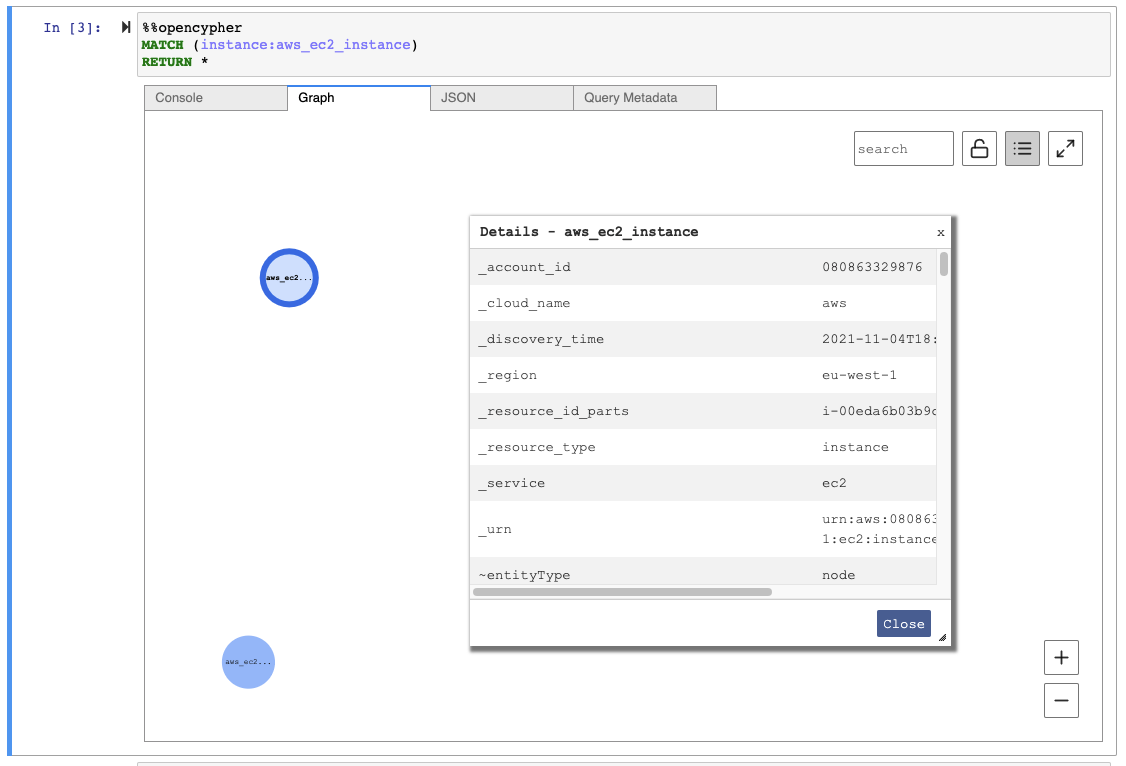 In [3]:
%%opencypher
MATCH (instance:aws_ec2_instance)
RETURN *
Console Graph JSON Query Metadata
search
aws_ec2...
Details - aws_ec2_instance x
_account_id 080863329876
_cloud_name aws
_discovery_time 2021-11-04T18:
_region eu-west-1
_resource_id_parts i-00eda6b03b9c
_resource_type instance
_service ec2
_urn urn:aws:080863
1:ec2:instance
~entityType node
Close
aws_ec2...
+
−